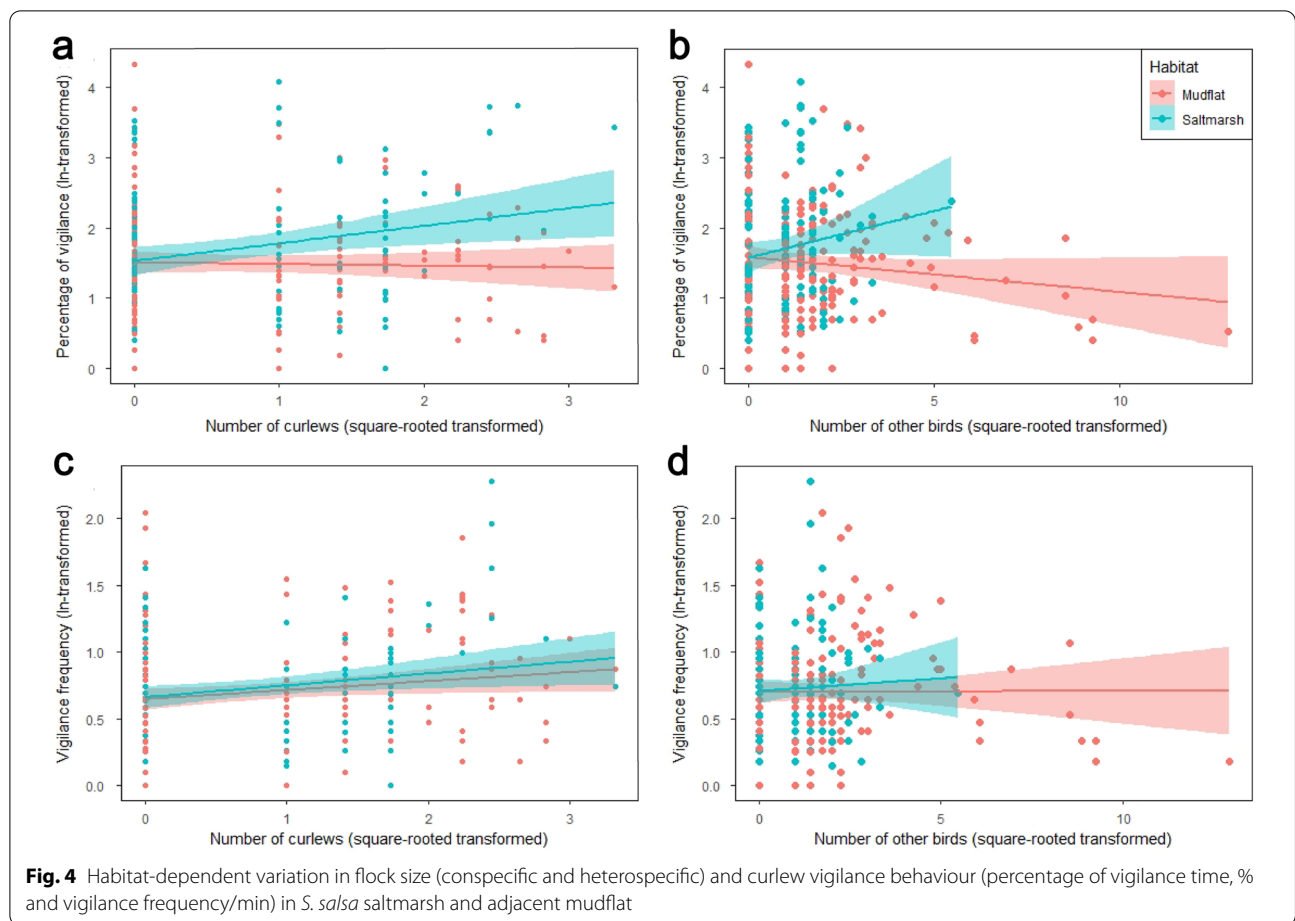 a
b
Percentage of vigilance (ln-transformed)
4
3
2
1
0
0
1
2
3
Number of curlews (square-rooted transformed)
Percentage of vigilance (ln-transformed)
4
3
2
1
0
0
5
10
Number of other birds (square-rooted transformed)
Habitat
Mudflat
Saltmarsh
c
d
Vigilance frequency (ln-transformed)
2.0
1.5
1.0
0.5
0.0
0
1
2
3
Number of curlews (square-rooted transformed)
Vigilance frequency (ln-transformed)
2.0
1.5
1.0
0.5
0.0
0
5
10
Number of other birds (square-rooted transformed)
Fig. 4 Habitat-dependent variation in flock size (conspecific and heterospecific) and curlew vigilance behaviour (percentage of vigilance time, %
and vigilance frequency/min) in S. salsa saltmarsh and adjacent mudflat